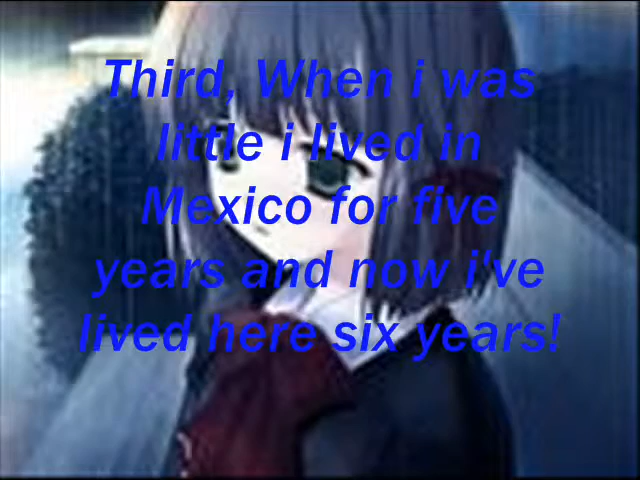 Third, When i was
little i lived in
Mexico for five
years and now i've
lived here six years!